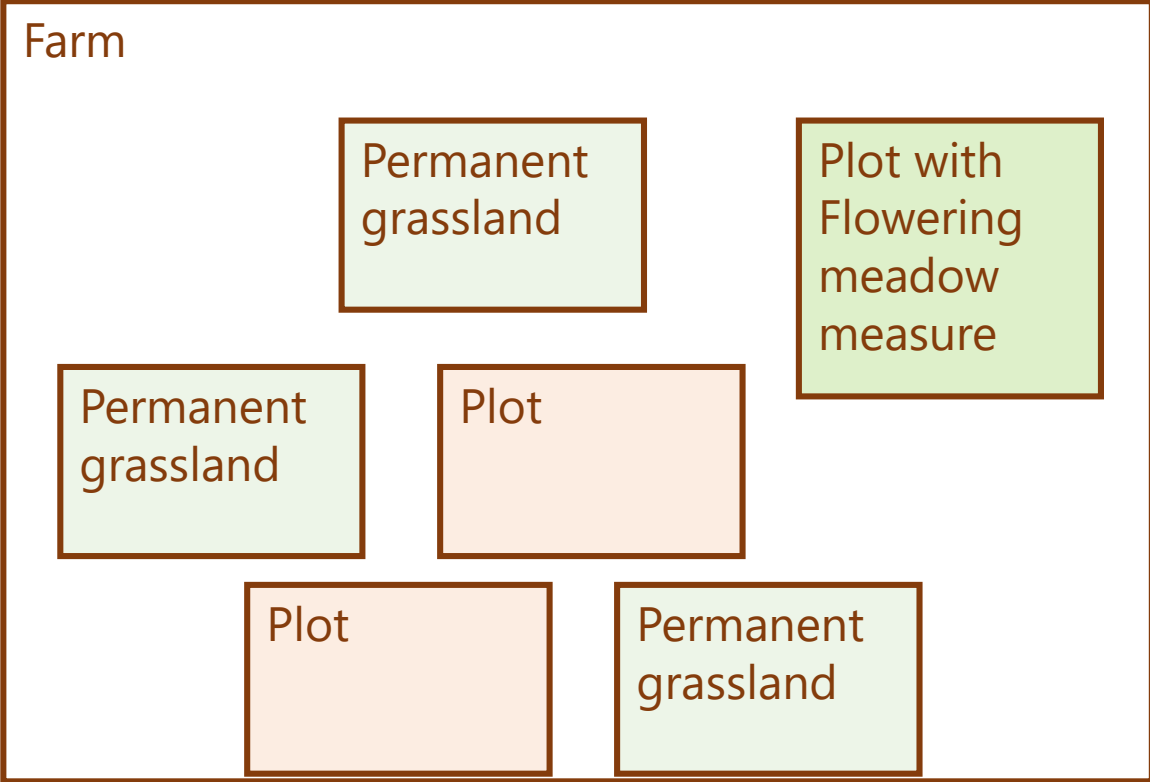 Farm
Permanent
grassland
Plot with
Flowering
meadow
measure
Permanent
grassland
Plot
Plot
Permanent
grassland